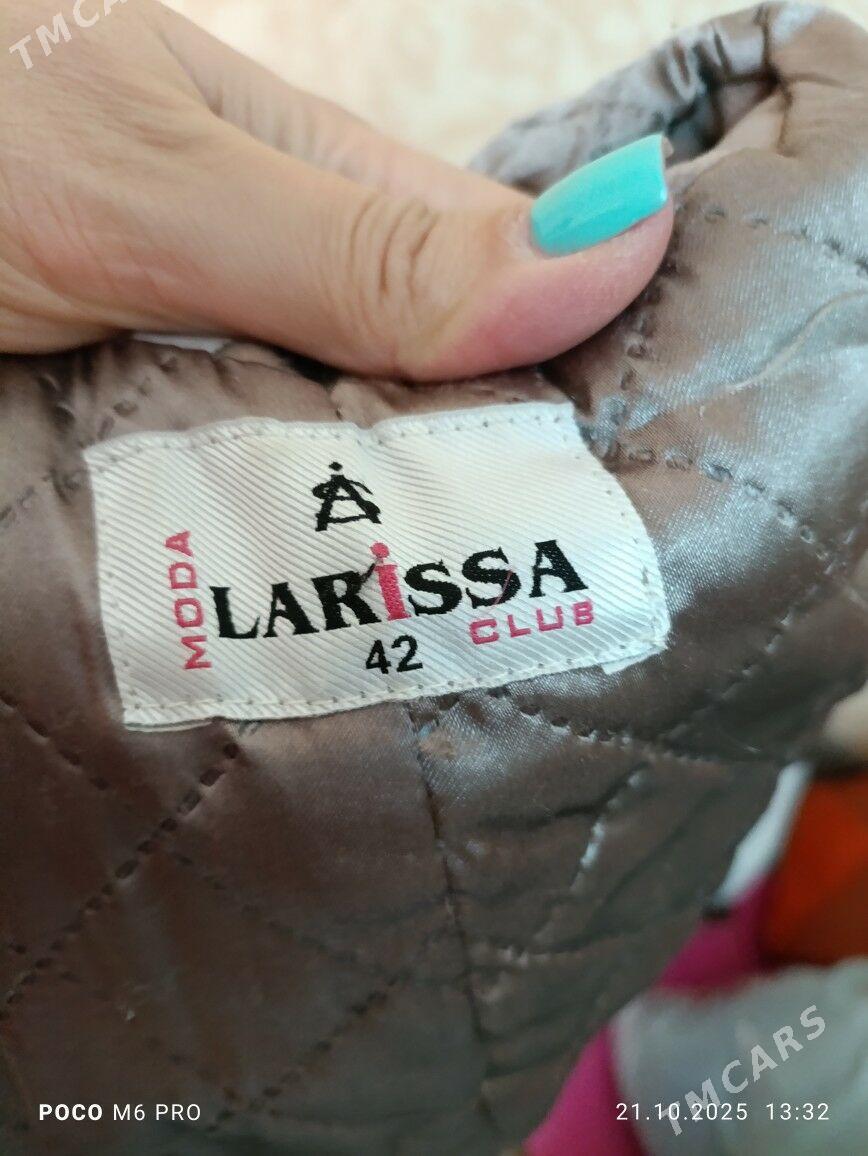 TMCARS
MODA
LARiSSA
CLUB
42
TMCARS
POCO M6 PRO
21.10.2025 13:32